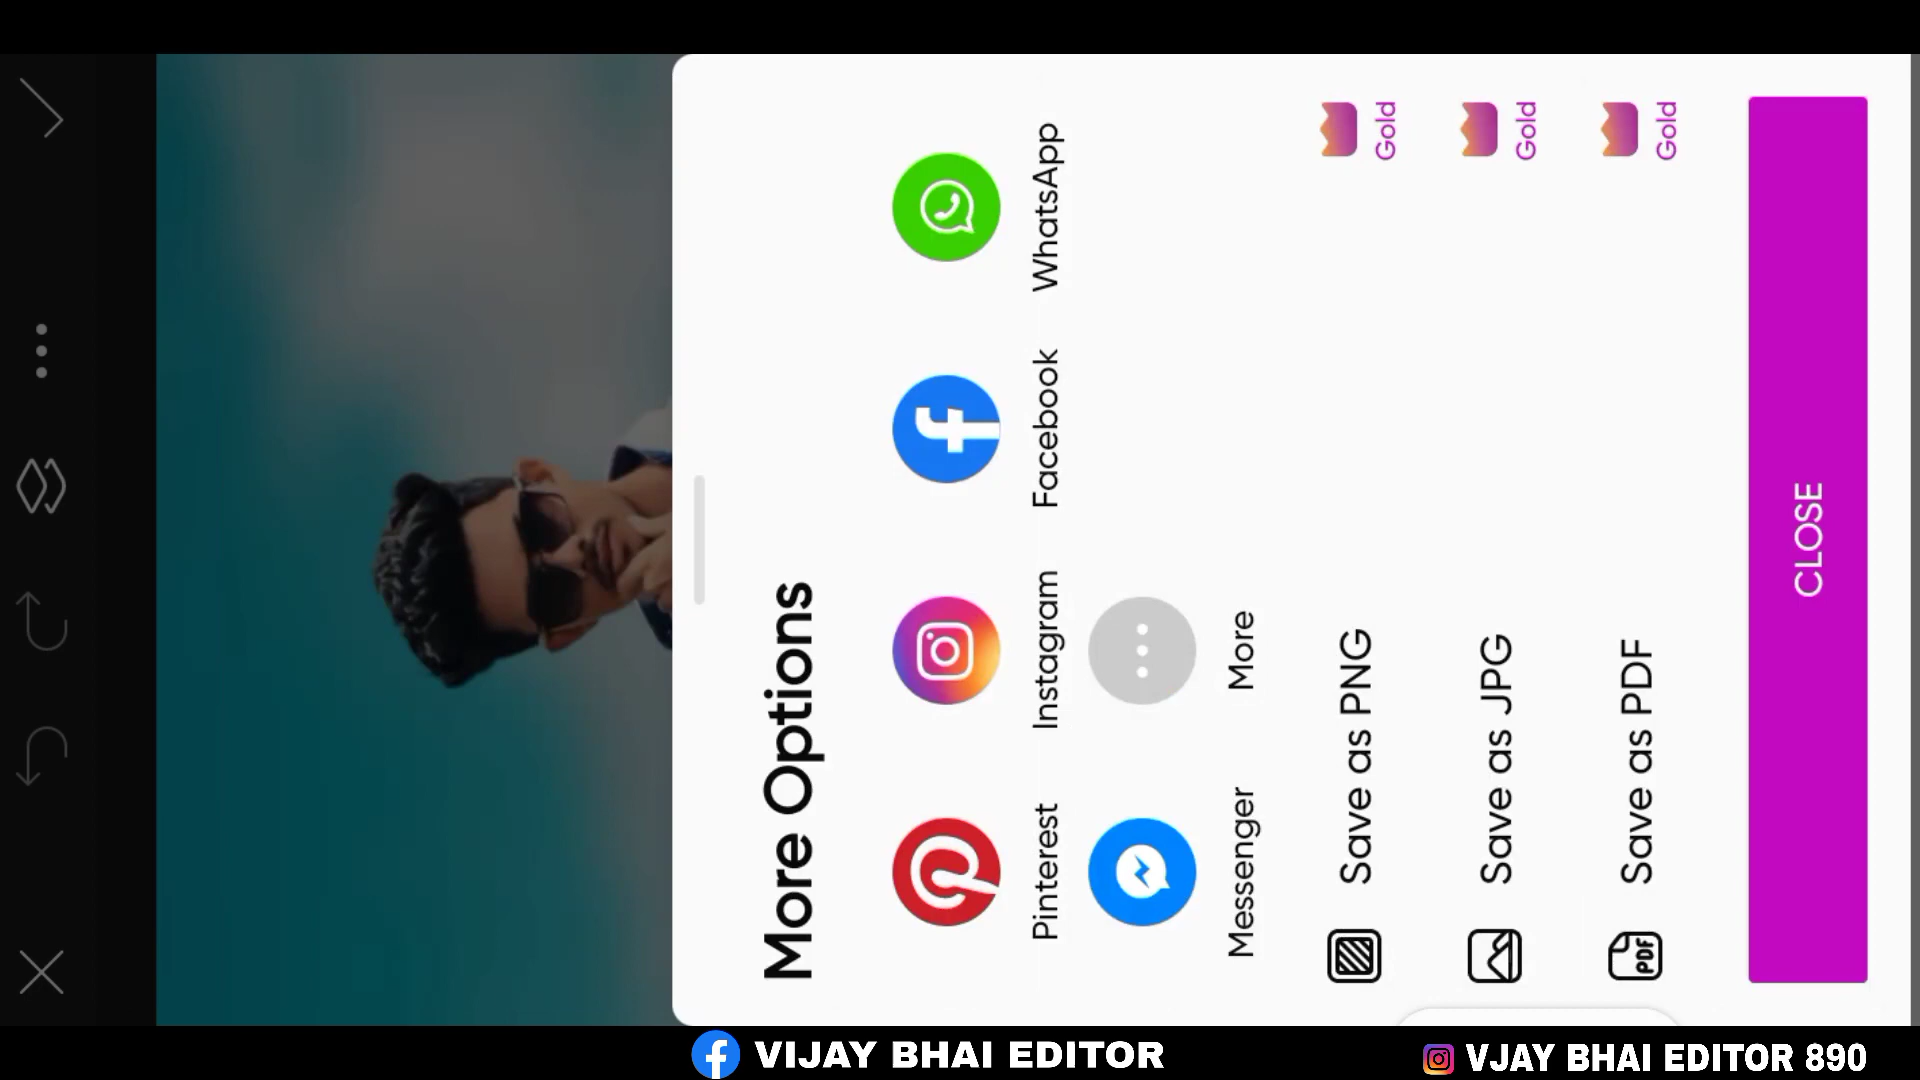 More Options
Pinterest
Instagram
Facebook
WhatsApp
Messenger
More
Save as PNG
Gold
Save as JPG
Gold
PDF
Save as PDF
Gold
CLOSE
VIJAY BHAI EDITOR
VJAY BHAI EDITOR 890